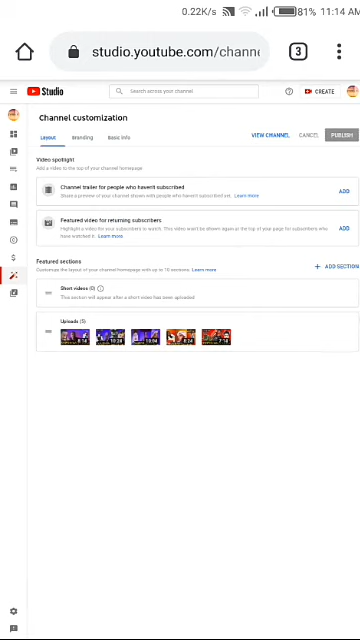 0.22K/s 81% 11:14 AM
studio.youtube.com/channe
3
Studio
Search across your channel
CREATE
Channel customization
Layout Branding Basic info
VIEW CHANNEL CANCEL PUBLISH
Video spotlight
Add a video to the top of your channel homepage
Channel trailer for people who haven't subscribed
Share a preview of your channel shown with people who haven't subscribed yet. Learn more
ADD
Featured video for returning subscribers
Highlight a video for your subscribers to watch. This video won't be shown again at the top of your page for subscribers who
have watched it. Learn more
ADD
Featured sections
Customize the layout of your channel homepage with up to 10 sections. Learn more
+ ADD SECTION
Short videos (0)
This section will appear after a short video has been uploaded
Uploads (5)
8:18 10:28 10:04 8:24 7:10